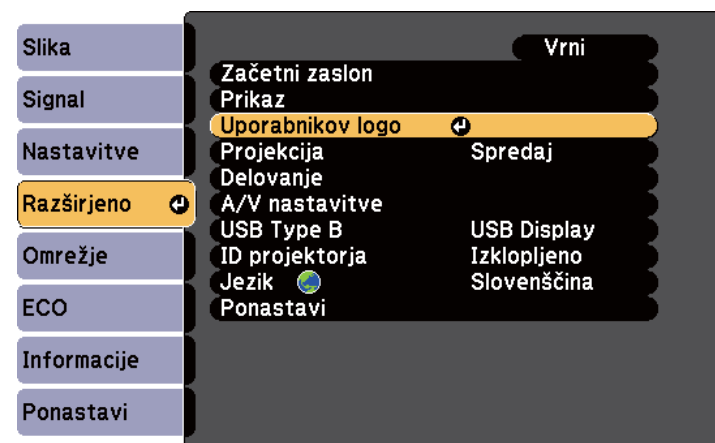 Slika
Signal
Nastavitve
Razširjeno
Omrežje
ECO
Informacije
Ponastavi
Vrni
Začetni zaslon
Prikaz
Uporabnikov logo
Projekcija Spredaj
Delovanje
A/V nastavitve
USB Type B USB Display
ID projektorja Izklopljeno
Jezik Slovenščina
Ponastavi